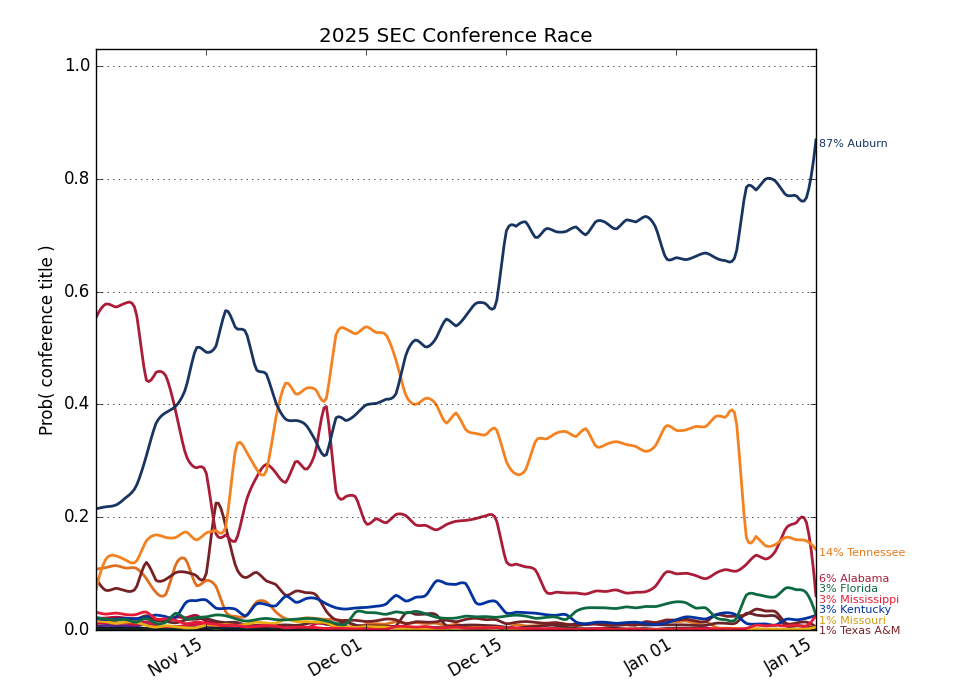 2025 SEC Conference Race
Prob( conference title )
1.0
0.8
0.6
0.4
0.2
0.0
Nov 15
Dec 01
Dec 15
Jan 01
Jan 15
87% Auburn
14% Tennessee
6% Alabama
3% Florida
3% Mississippi
3% Kentucky
1% Missouri
1% Texas A&M